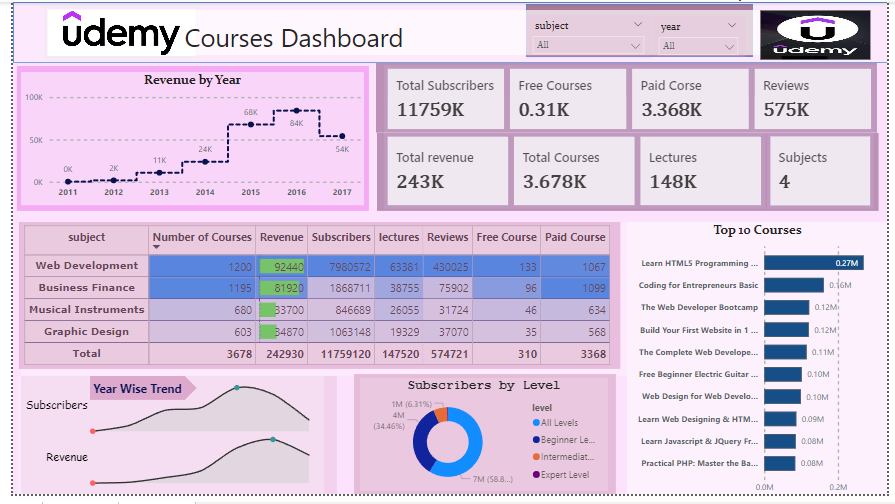 ûdemy Courses Dashboard
subject
All
year
All
ûdemy
Revenue by Year
100K
50K
0K
0K
2K
11K
24K
68K
84K
54K
2011 2012 2013 2014 2015 2016 2017
Total Subscribers
11759K
Free Courses
0.31K
Paid Corse
3.368K
Reviews
575K
Total revenue
243K
Total Courses
3.678K
Lectures
148K
Subjects
4
subject Number of Courses Revenue Subscribers lectures Reviews Free Course Paid Course
Web Development 1200 92440 7980572 63381 430025 133 1067
Business Finance 1195 81920 1868711 38755 75902 96 1099
Musical Instruments 680 33700 846689 26055 31724 46 634
Graphic Design 603 34870 1063148 19329 37070 35 568
Total 3678 242930 11759120 147520 574721 310 3368
Top 10 Courses
Learn HTML5 Programming ... 0.27M
Coding for Entrepreneurs Basic 0.16M
The Web Developer Bootcamp 0.12M
Build Your First Website in 1 ... 0.12M
The Complete Web Develope... 0.11M
Free Beginner Electric Guitar ... 0.10M
Web Design for Web Develo... 0.10M
Learn Web Designing & HTM... 0.09M
Learn Javascript & JQuery Fr... 0.08M
Practical PHP: Master the Ba... 0.08M
0.0M 0.2M
Year Wise Trend
Subscribers
Revenue
Subscribers by Level
1M (6.31%)
4M
(34.46%)
7M (58.8...)
level
All Levels
Beginner Le...
Intermediat...
Expert Level